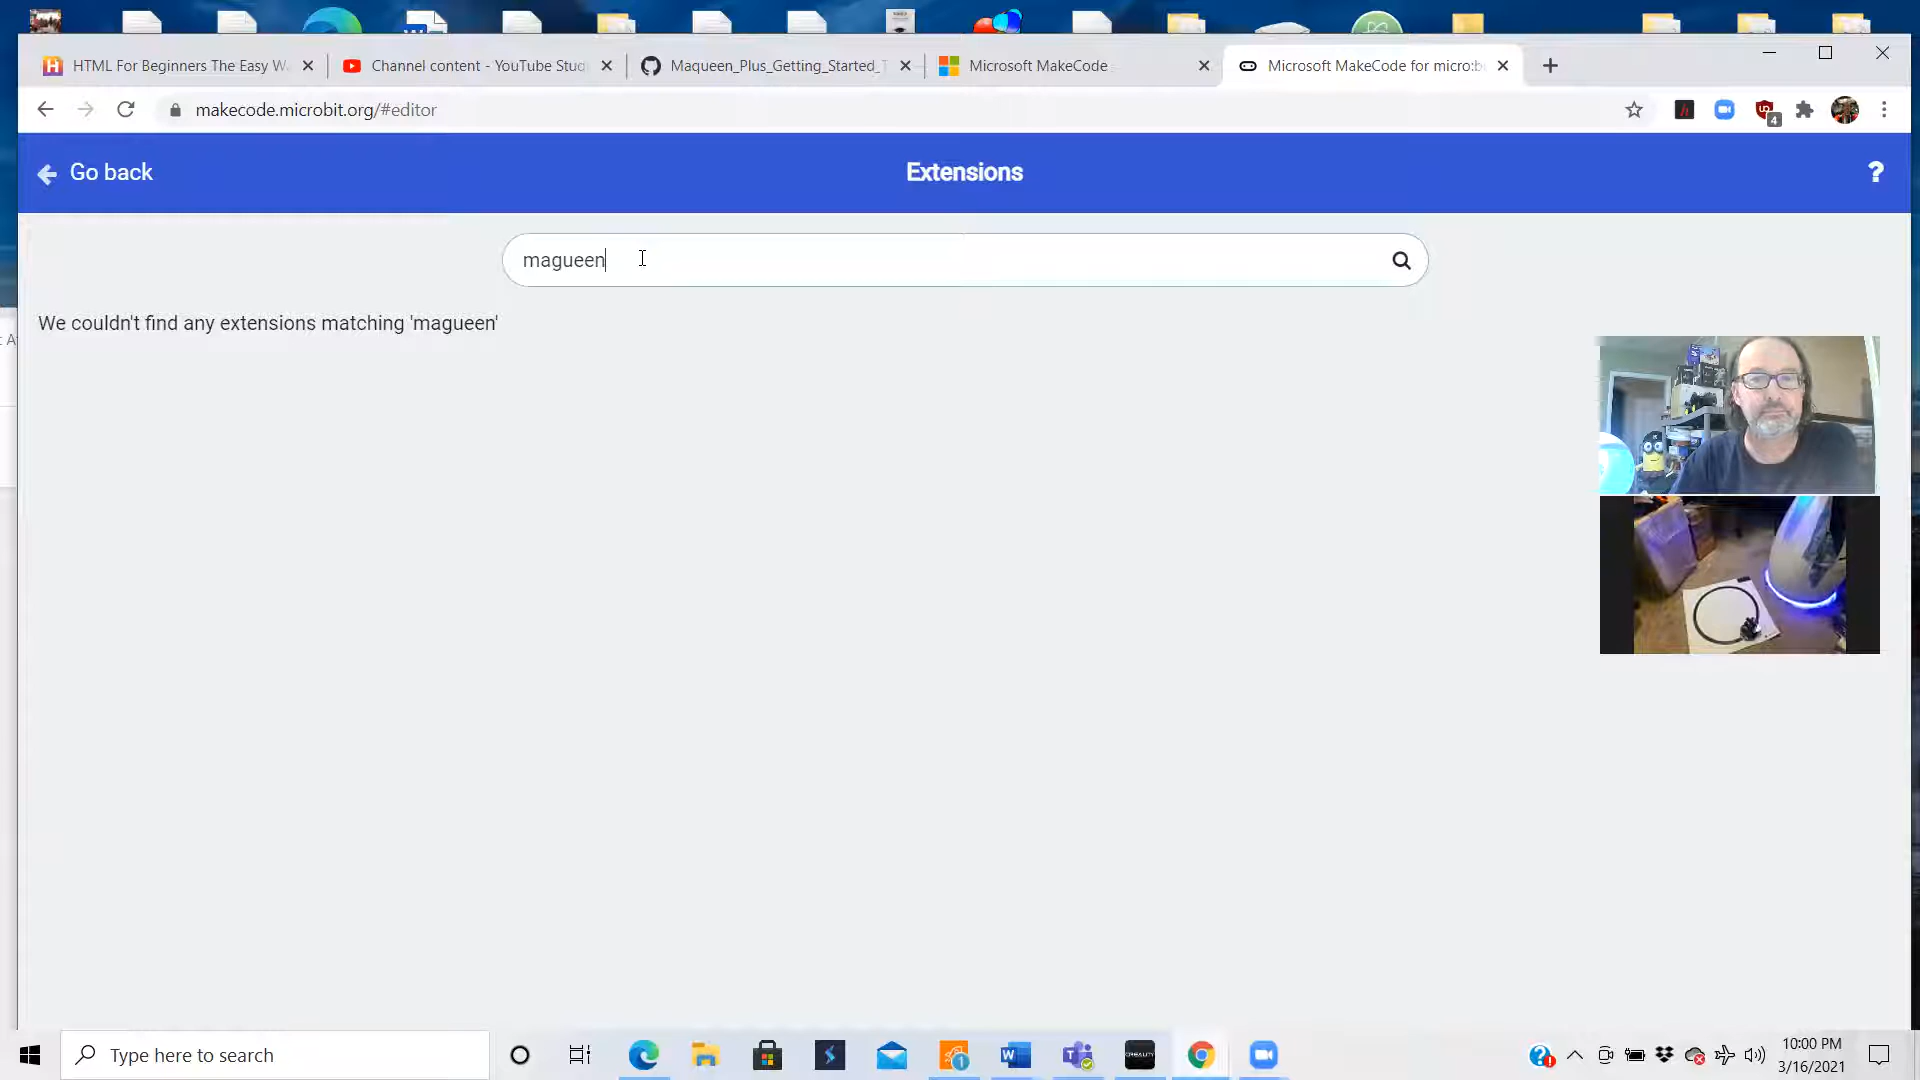 HTML For Beginners The Easy W
Channel content - YouTube Stud
Maqueen_Plus_Getting_Started_
Microsoft MakeCode
Microsoft MakeCode for micro:b
makecode.microbit.org/#editor
4
Go back
Extensions
?
magueen
We couldn't find any extensions matching 'magueen'
Type here to search
CREALITY
10:00 PM
3/16/2021